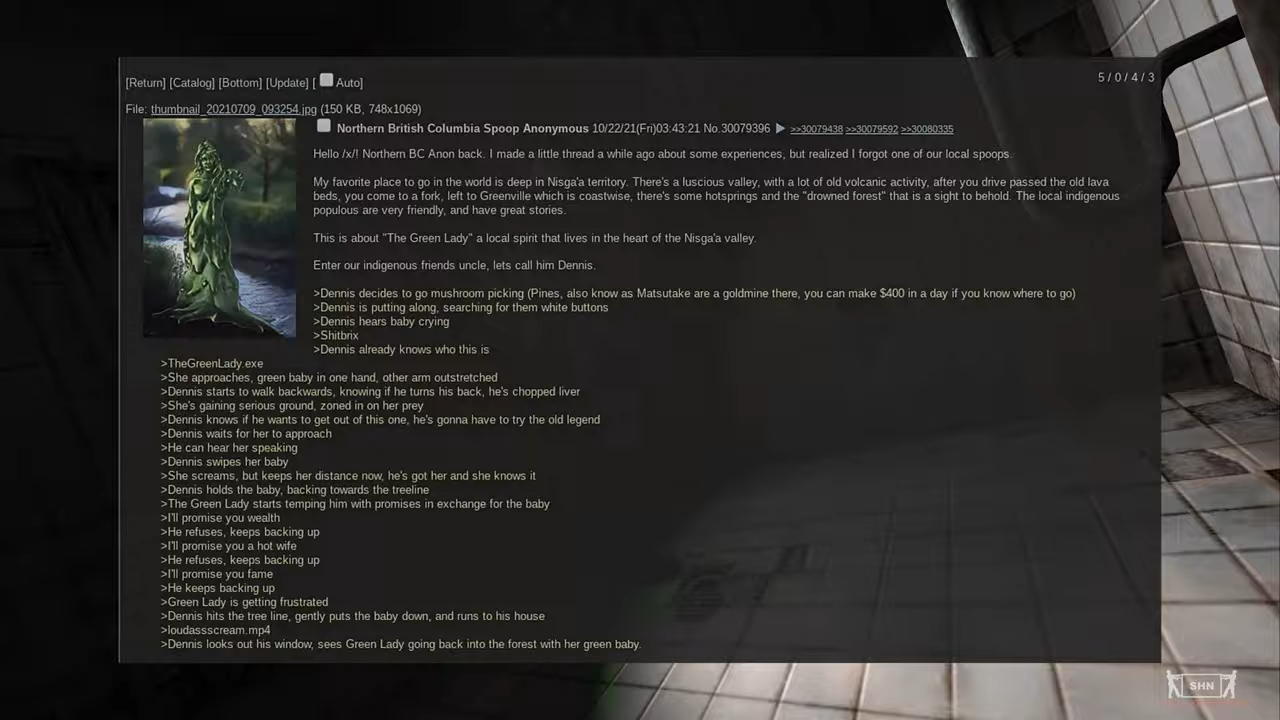 [Return] [Catalog] [Bottom] [Update] [ Auto]
5 / 0 / 4 / 3
File: thumbnail_20210709_093254.jpg (150 KB, 748x1069)
Northern British Columbia Spoop Anonymous 10/22/21(Fri)03:43:21 No.30079396 ▶ >>30079438 >>30079592 >>30080335
Hello /x/! Northern BC Anon back. I made a little thread a while ago about some experiences, but realized I forgot one of our local spoops.
My favorite place to go in the world is deep in Nisga'a territory. There's a luscious valley, with a lot of old volcanic activity, after you drive passed the old lava
beds, you come to a fork, left to Greenville which is coastwise, there's some hotsprings and the "drowned forest" that is a sight to behold. The local indigenous
populous are very friendly, and have great stories.
This is about "The Green Lady" a local spirit that lives in the heart of the Nisga'a valley.
Enter our indigenous friends uncle, lets call him Dennis.
>Dennis decides to go mushroom picking (Pines, also know as Matsutake are a goldmine there, you can make $400 in a day if you know where to go)
>Dennis is putting along, searching for them white buttons
>Dennis hears baby crying
>Shitbrix
>Dennis already knows who this is
>TheGreenLady.exe
>She approaches, green baby in one hand, other arm outstretched
>Dennis starts to walk backwards, knowing if he turns his back, he's chopped liver
>She's gaining serious ground, zoned in on her prey
>Dennis knows if he wants to get out of this one, he's gonna have to try the old legend
>Dennis waits for her to approach
>He can hear her speaking
>Dennis swipes her baby
>She screams, but keeps her distance now, he's got her and she knows it
>Dennis holds the baby, backing towards the treeline
>The Green Lady starts temping him with promises in exchange for the baby
>I'll promise you wealth
>He refuses, keeps backing up
>I'll promise you a hot wife
>He refuses, keeps backing up
>I'll promise you fame
>He keeps backing up
>Green Lady is getting frustrated
>Dennis hits the tree line, gently puts the baby down, and runs to his house
>loudassscream.mp4
>Dennis looks out his window, sees Green Lady going back into the forest with her green baby.
SHN